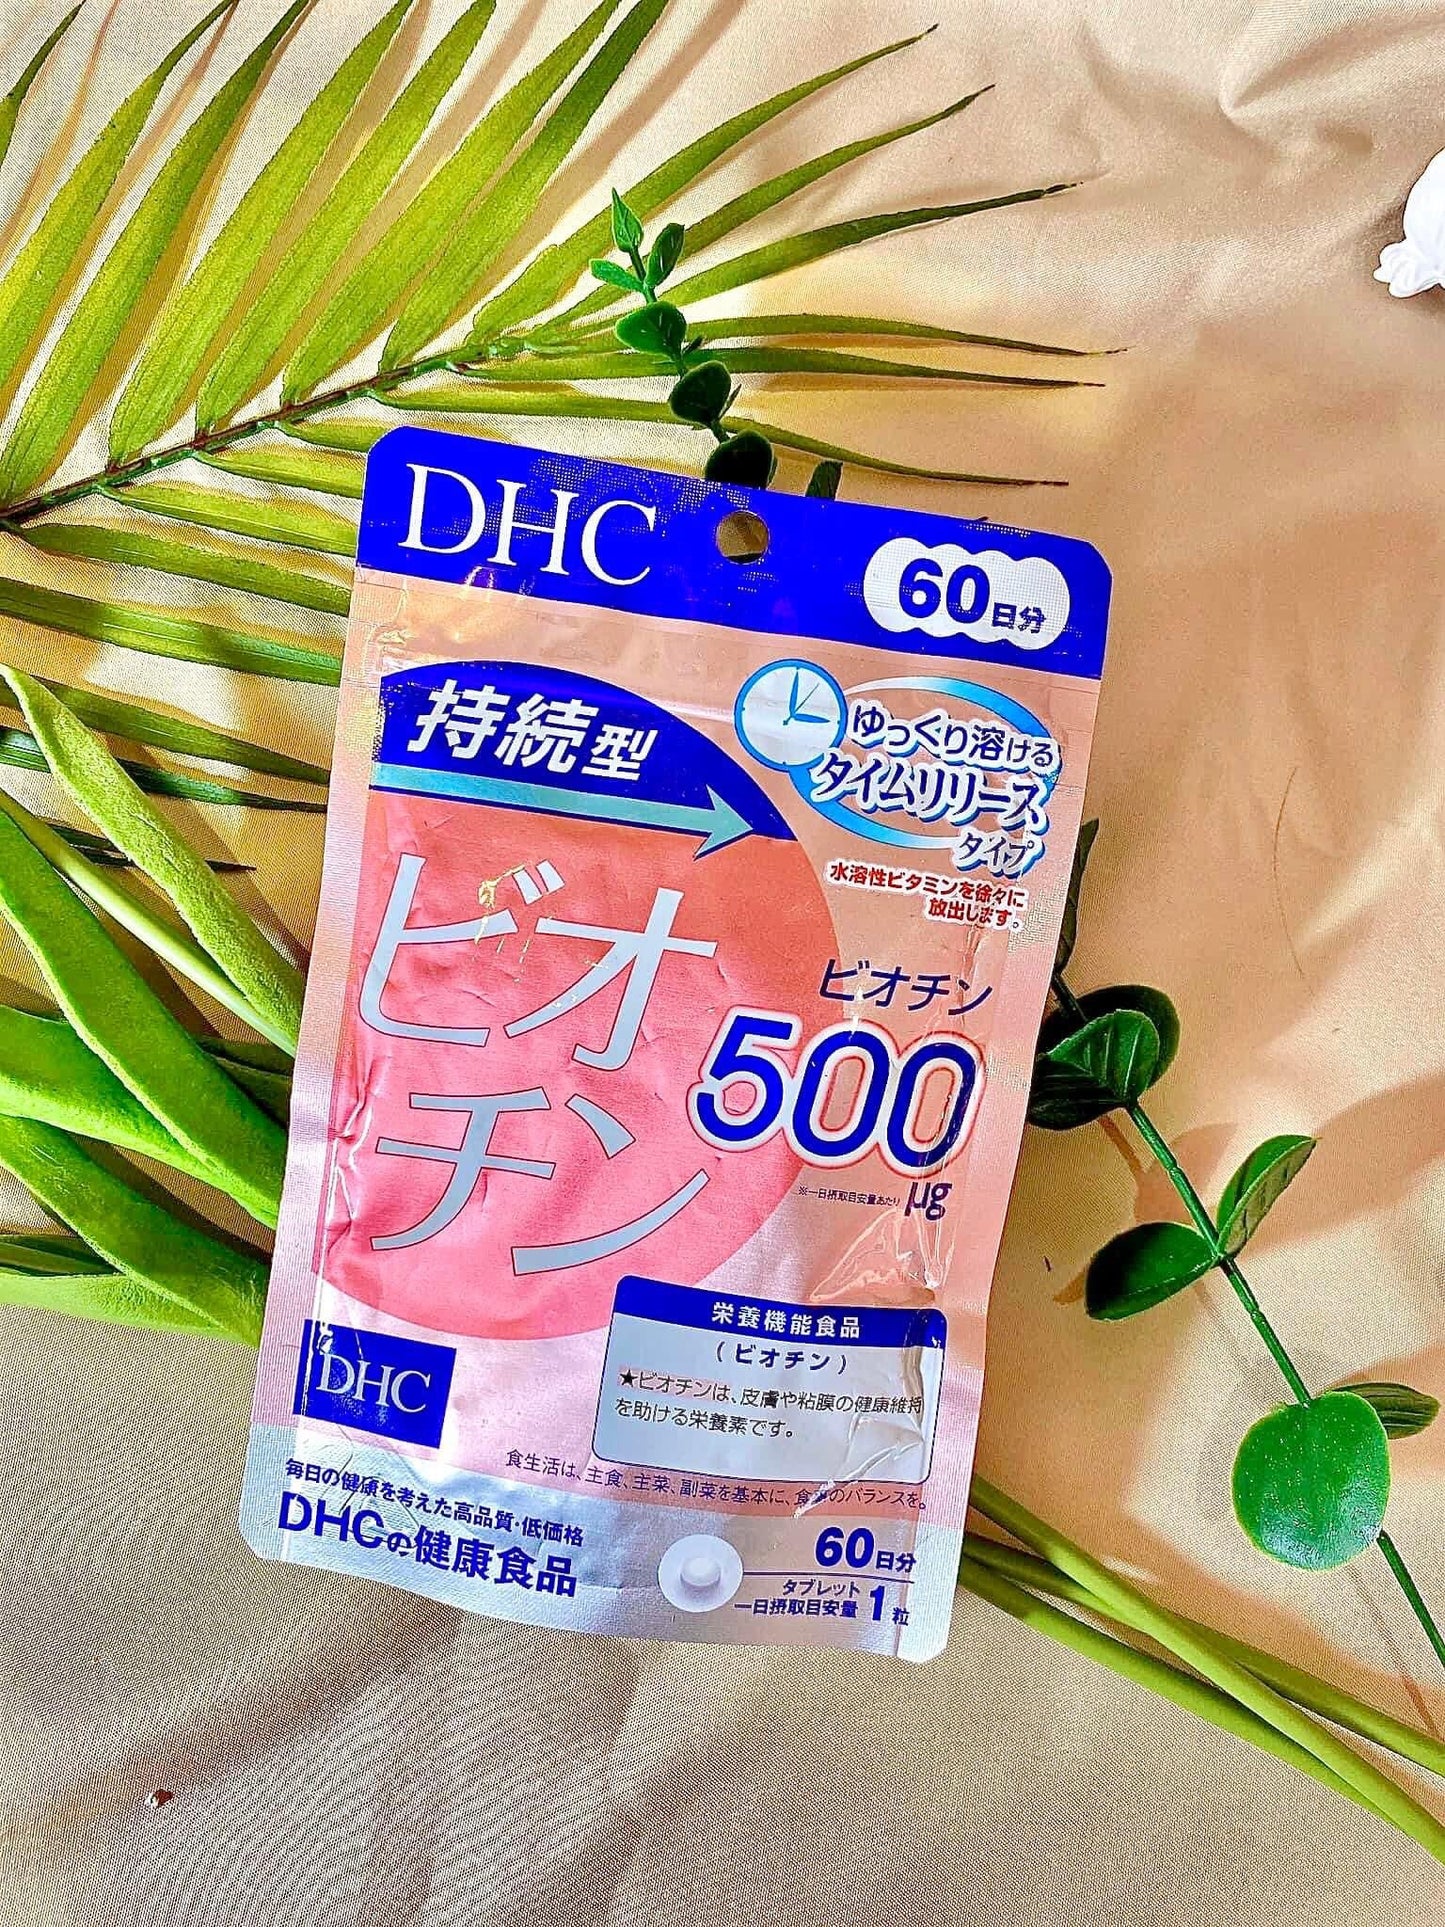 DHC
60日分
持続型
ゆっくり溶ける
タイムリリース
タイプ
水溶性ビタミンを徐々に
放出します。
ビオ
チン
ビオチン
500
μg
※一日摂取目安量あたり
栄養機能食品
(ビオチン)
★ビオチンは、皮膚や粘膜の健康維持
を助ける栄養素です。
DHC
食生活は、主食、主菜、副菜を基本に、食事のバランスを。
毎日の健康を考えた高品質・低価格
DHCの健康食品
60日分
タブレット
一日摂取目安量 1粒